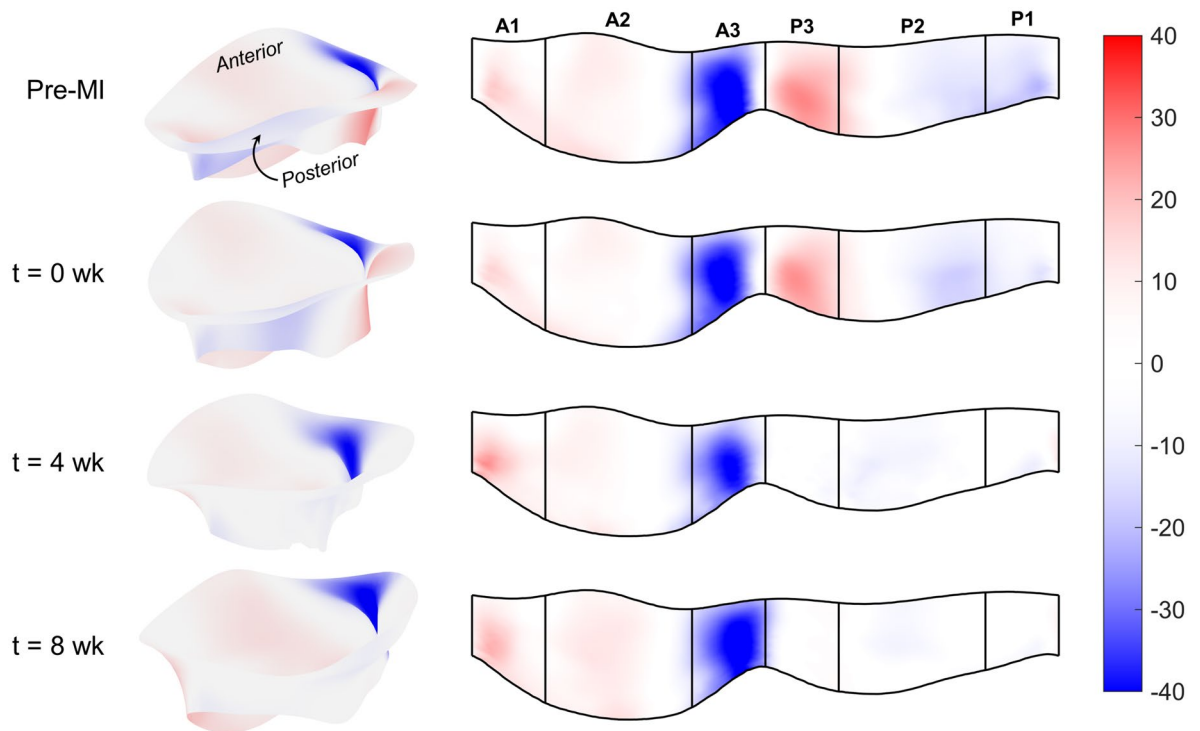 A1 A2 A3 P3 P2 P1
Pre-MI
Anterior
Posterior
t = 0 wk
t = 4 wk
t = 8 wk
40
30
20
10
0
-10
-20
-30
-40